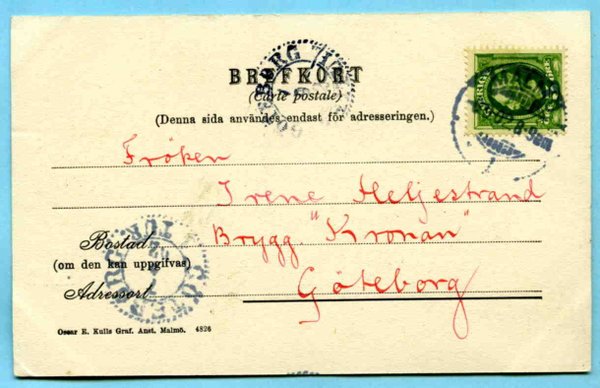 BREFKORT
(Carte postale)
(Denna sida användes endast för adresseringen.)
Fröken
Irene Heljestrand
Bostad Brygg. "Kronan"
(om den kan uppgifvas)
Adressort Göteborg
Oscar E. Kulls Graf. Anst. Malmö. 4826